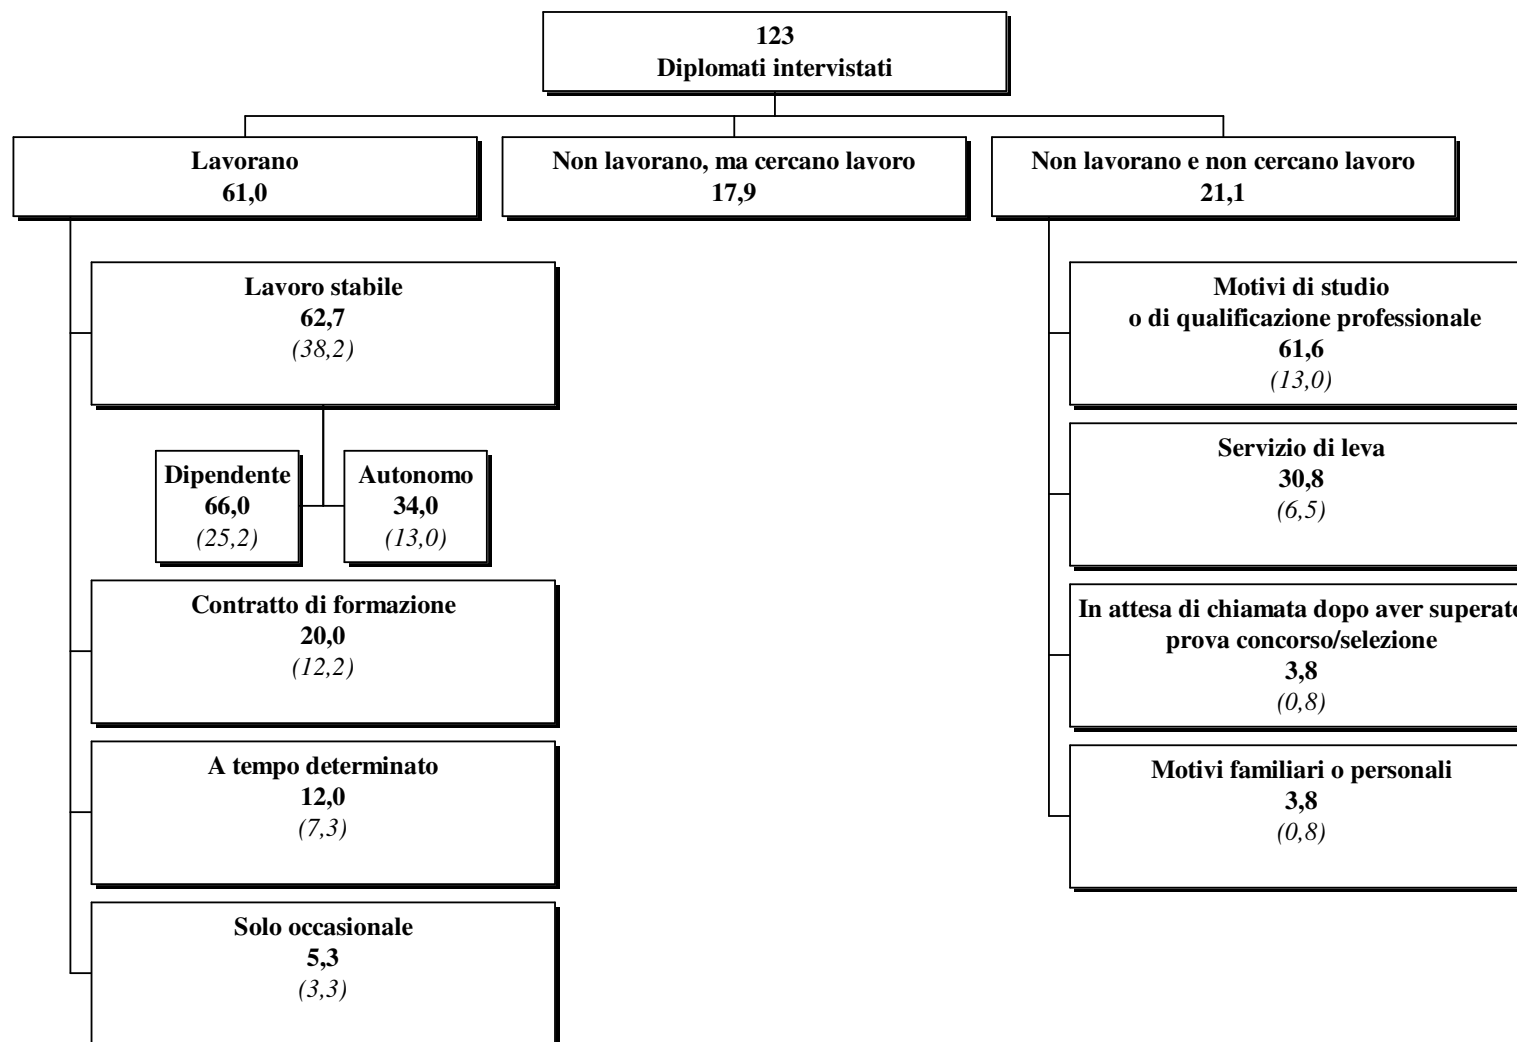 123
Diplomati intervistati
Lavorano
61,0
Non lavorano, ma cercano lavoro
17,9
Non lavorano e non cercano lavoro
21,1
Lavoro stabile
62,7
(38,2)
Dipendente
66,0
(25,2)
Autonomo
34,0
(13,0)
Contratto di formazione
20,0
(12,2)
A tempo determinato
12,0
(7,3)
Solo occasionale
5,3
(3,3)
Motivi di studio
o di qualificazione professionale
61,6
(13,0)
Servizio di leva
30,8
(6,5)
In attesa di chiamata dopo aver superato
prova concorso/selezione
3,8
(0,8)
Motivi familiari o personali
3,8
(0,8)